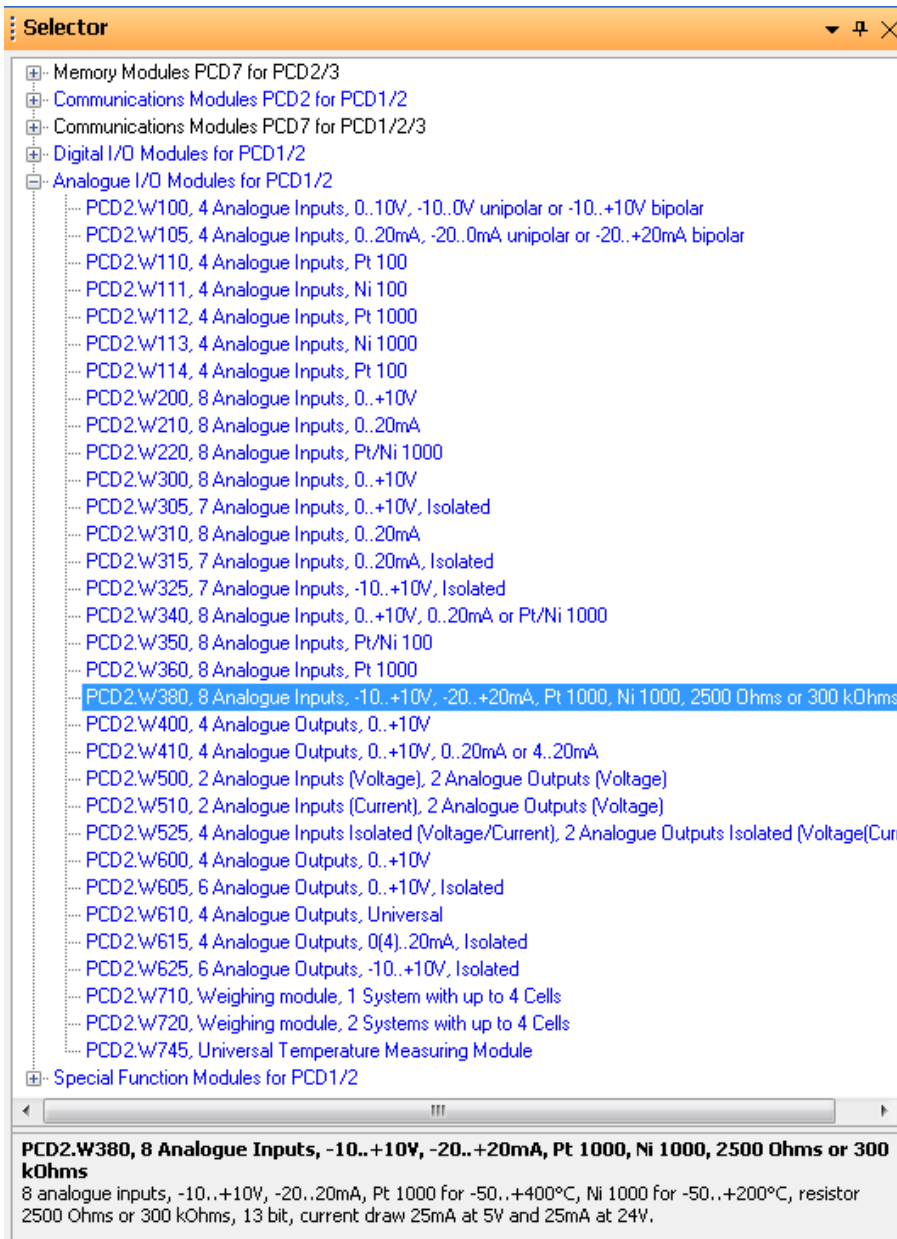 Selector
Memory Modules PCD7 for PCD2/3
Communications Modules PCD2 for PCD1/2
Communications Modules PCD7 for PCD1/2/3
Digital I/O Modules for PCD1/2
Analogue I/O Modules for PCD1/2
PCD2.W100, 4 Analogue Inputs, 0..10V, -10..0V unipolar or -10..+10V bipolar
PCD2.W105, 4 Analogue Inputs, 0..20mA, -20..0mA unipolar or -20..+20mA bipolar
PCD2.W110, 4 Analogue Inputs, Pt 100
PCD2.W111, 4 Analogue Inputs, Ni 100
PCD2.W112, 4 Analogue Inputs, Pt 1000
PCD2.W113, 4 Analogue Inputs, Ni 1000
PCD2.W114, 4 Analogue Inputs, Pt 100
PCD2.W200, 8 Analogue Inputs, 0..+10V
PCD2.W210, 8 Analogue Inputs, 0..20mA
PCD2.W220, 8 Analogue Inputs, Pt/Ni 1000
PCD2.W300, 8 Analogue Inputs, 0..+10V
PCD2.W305, 7 Analogue Inputs, 0..+10V, Isolated
PCD2.W310, 8 Analogue Inputs, 0..20mA
PCD2.W315, 7 Analogue Inputs, 0..20mA, Isolated
PCD2.W325, 7 Analogue Inputs, -10..+10V, Isolated
PCD2.W340, 8 Analogue Inputs, 0..+10V, 0..20mA or Pt/Ni 1000
PCD2.W350, 8 Analogue Inputs, Pt/Ni 100
PCD2.W360, 8 Analogue Inputs, Pt 1000
PCD2.W380, 8 Analogue Inputs, -10..+10V, -20..+20mA, Pt 1000, Ni 1000, 2500 Ohms or 300 kOhms
PCD2.W400, 4 Analogue Outputs, 0..+10V
PCD2.W410, 4 Analogue Outputs, 0..+10V, 0..20mA or 4..20mA
PCD2.W500, 2 Analogue Inputs (Voltage), 2 Analogue Outputs (Voltage)
PCD2.W510, 2 Analogue Inputs (Current), 2 Analogue Outputs (Voltage)
PCD2.W525, 4 Analogue Inputs Isolated (Voltage/Current), 2 Analogue Outputs Isolated (Voltage(Curr
PCD2.W600, 4 Analogue Outputs, 0..+10V
PCD2.W605, 6 Analogue Outputs, 0..+10V, Isolated
PCD2.W610, 4 Analogue Outputs, Universal
PCD2.W615, 4 Analogue Outputs, 0(4)..20mA, Isolated
PCD2.W625, 6 Analogue Outputs, -10..+10V, Isolated
PCD2.W710, Weighing module, 1 System with up to 4 Cells
PCD2.W720, Weighing module, 2 Systems with up to 4 Cells
PCD2.W745, Universal Temperature Measuring Module
Special Function Modules for PCD1/2
PCD2.W380, 8 Analogue Inputs, -10..+10V, -20..+20mA, Pt 1000, Ni 1000, 2500 Ohms or 300
kOhms
8 analogue inputs, -10..+10V, -20..20mA, Pt 1000 for -50..+400°C, Ni 1000 for -50..+200°C, resistor
2500 Ohms or 300 kOhms, 13 bit, current draw 25mA at 5V and 25mA at 24V.